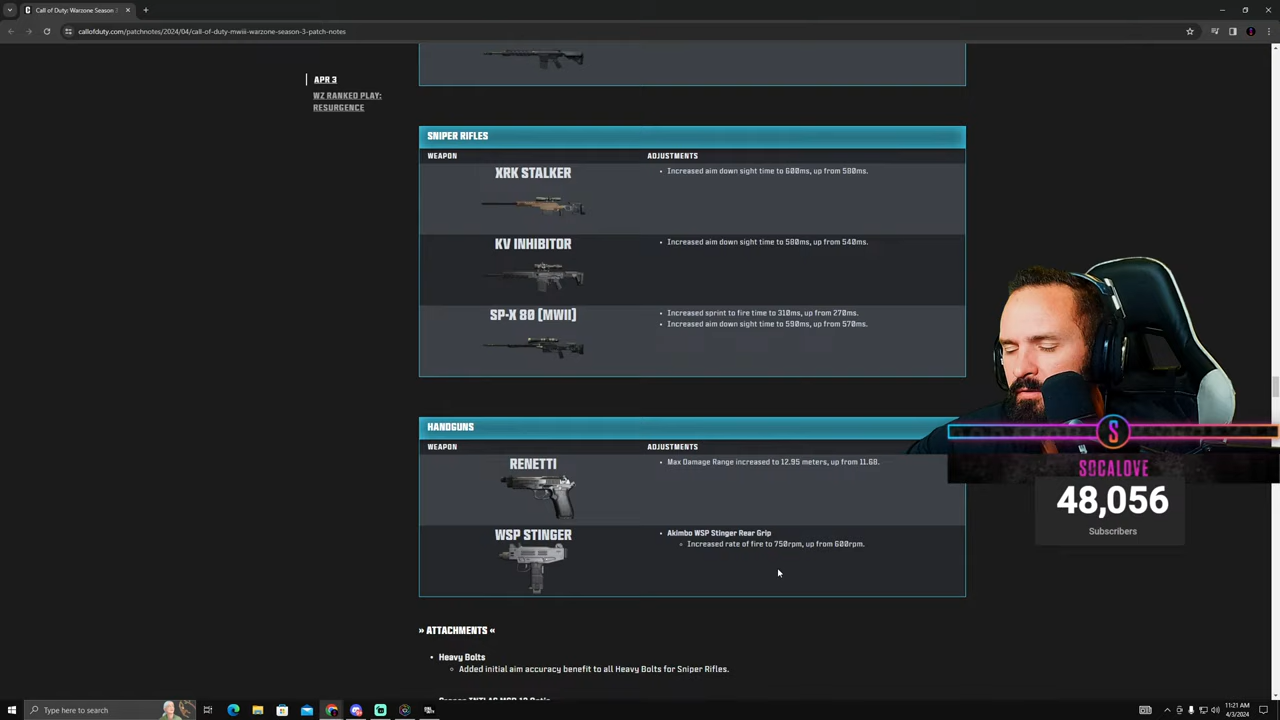 Call of Duty: Warzone Season 3
callofduty.com/patchnotes/2024/04/call-of-duty-mwiii-warzone-season-3-patch-notes
APR 3
WZ RANKED PLAY:
RESURGENCE
SNIPER RIFLES
WEAPON
ADJUSTMENTS
XRK STALKER
• Increased aim down sight time to 600ms, up from 580ms.
KV INHIBITOR
• Increased aim down sight time to 580ms, up from 540ms.
SP-X 80 [MWII]
• Increased sprint to fire time to 310ms, up from 270ms.
• Increased aim down sight time to 590ms, up from 570ms.
HANDGUNS
WEAPON
ADJUSTMENTS
RENETTI
• Max Damage Range increased to 12.95 meters, up from 11.68.
WSP STINGER
• Akimbo WSP Stinger Rear Grip
Increased rate of fire to 750rpm, up from 600rpm.
» ATTACHMENTS «
• Heavy Bolts
Added initial aim accuracy benefit to all Heavy Bolts for Sniper Rifles.
S
SOCALOVE
48,056
Subscribers
Type here to search
11:21 AM
4/3/2024